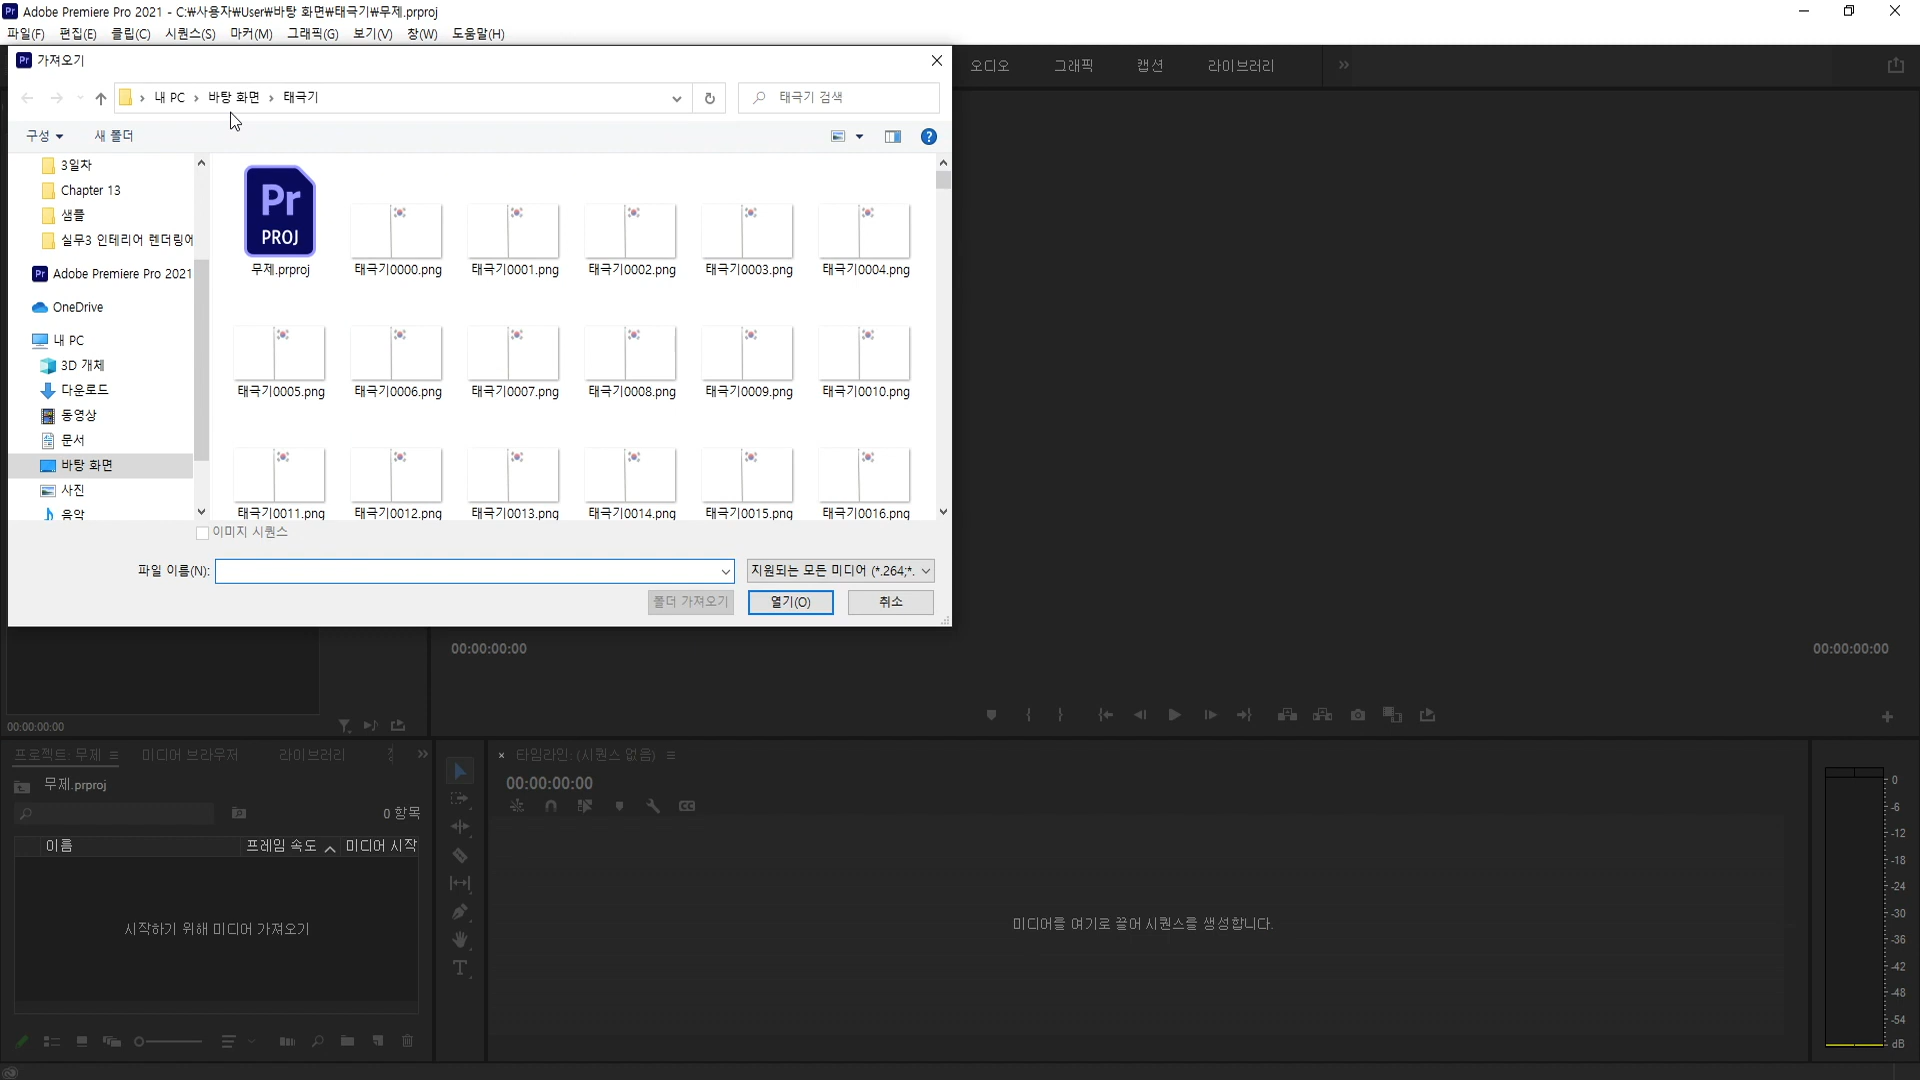 Adobe Premiere Pro 2021 - C:₩사용자₩User₩바탕 화면₩태극기₩무제.prproj
파일(F) 편집(E) 클립(C) 시퀀스(S) 마커(M) 그래픽(G) 보기(V) 창(W) 도움말(H)
Pr 가져오기
오디오 그래픽 캡션 라이브러리
내 PC › 바탕 화면 › 태극기
태극기 검색
구성 새 폴더
3일차
Chapter 13
샘플
실무3 인테리어 렌더링에
Adobe Premiere Pro 2021
OneDrive
내 PC
3D 개체
다운로드
동영상
문서
바탕 화면
사진
음악
Pr
PROJ
무제.prproj 태극기0000.png 태극기0001.png 태극기0002.png 태극기0003.png 태극기0004.png
태극기0005.png 태극기0006.png 태극기0007.png 태극기0008.png 태극기0009.png 태극기0010.png
태극기0011.png 태극기0012.png 태극기0013.png 태극기0014.png 태극기0015.png 태극기0016.png
이미지 시퀀스
파일 이름(N):
지원되는 모든 미디어 (*.264;*.
폴더 가져오기 열기(O) 취소
00:00:00:00 00:00:00:00
00:00:00:00
프로젝트: 무제 미디어 브라우저 라이브러리
무제.prproj
0 항목
이름 프레임 속도 미디어 시작
시작하기 위해 미디어 가져오기
× 타임라인: (시퀀스 없음)
00:00:00:00
CC
미디어를 여기로 끌어 시퀀스를 생성합니다.
0
-6
-12
-18
-24
-30
-36
-42
-48
-54
dB